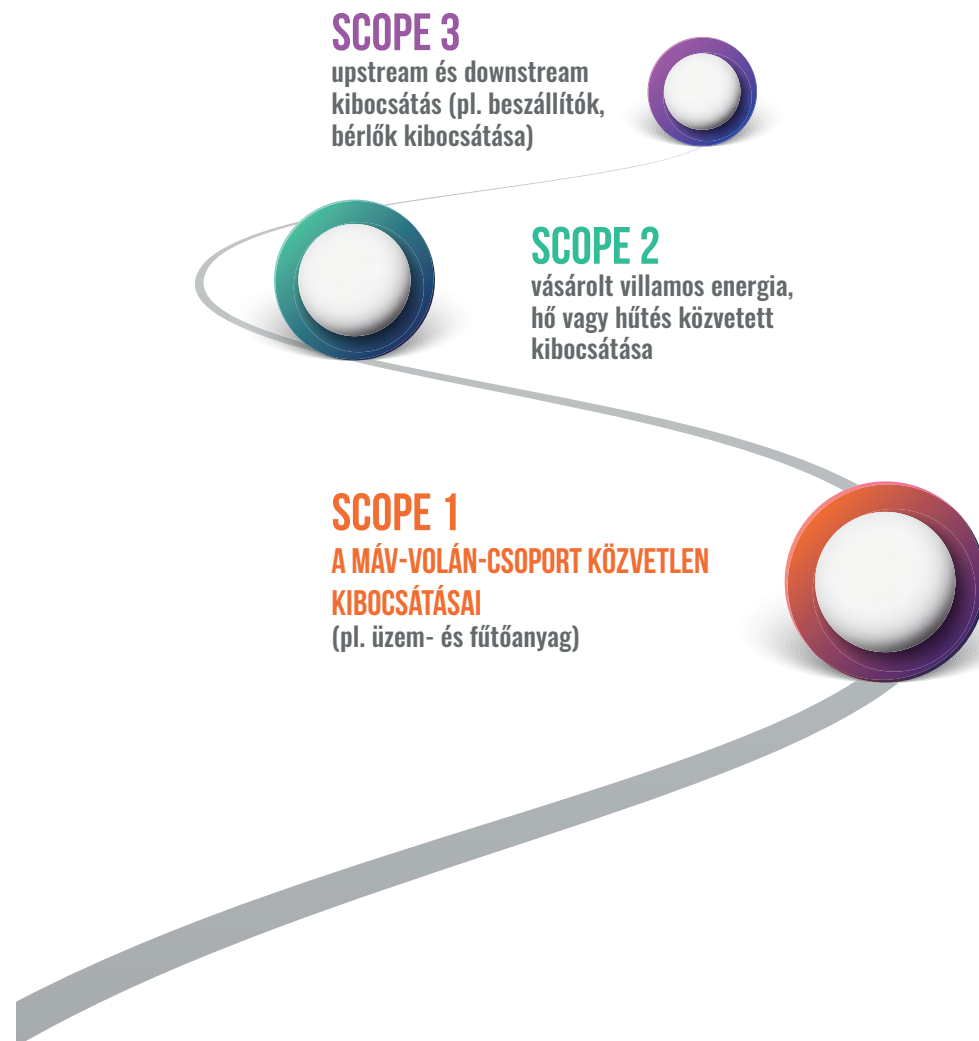 SCOPE 3
upstream és downstream
kibocsátás (pl. beszállítók,
bérlők kibocsátása)
SCOPE 2
vásárolt villamos energia,
hő vagy hűtés közvetett
kibocsátása
SCOPE 1
A MÁV-VOLÁN-CSOPORT KÖZVETLEN
KIBOCSÁTÁSAI
(pl. üzem- és fűtőanyag)